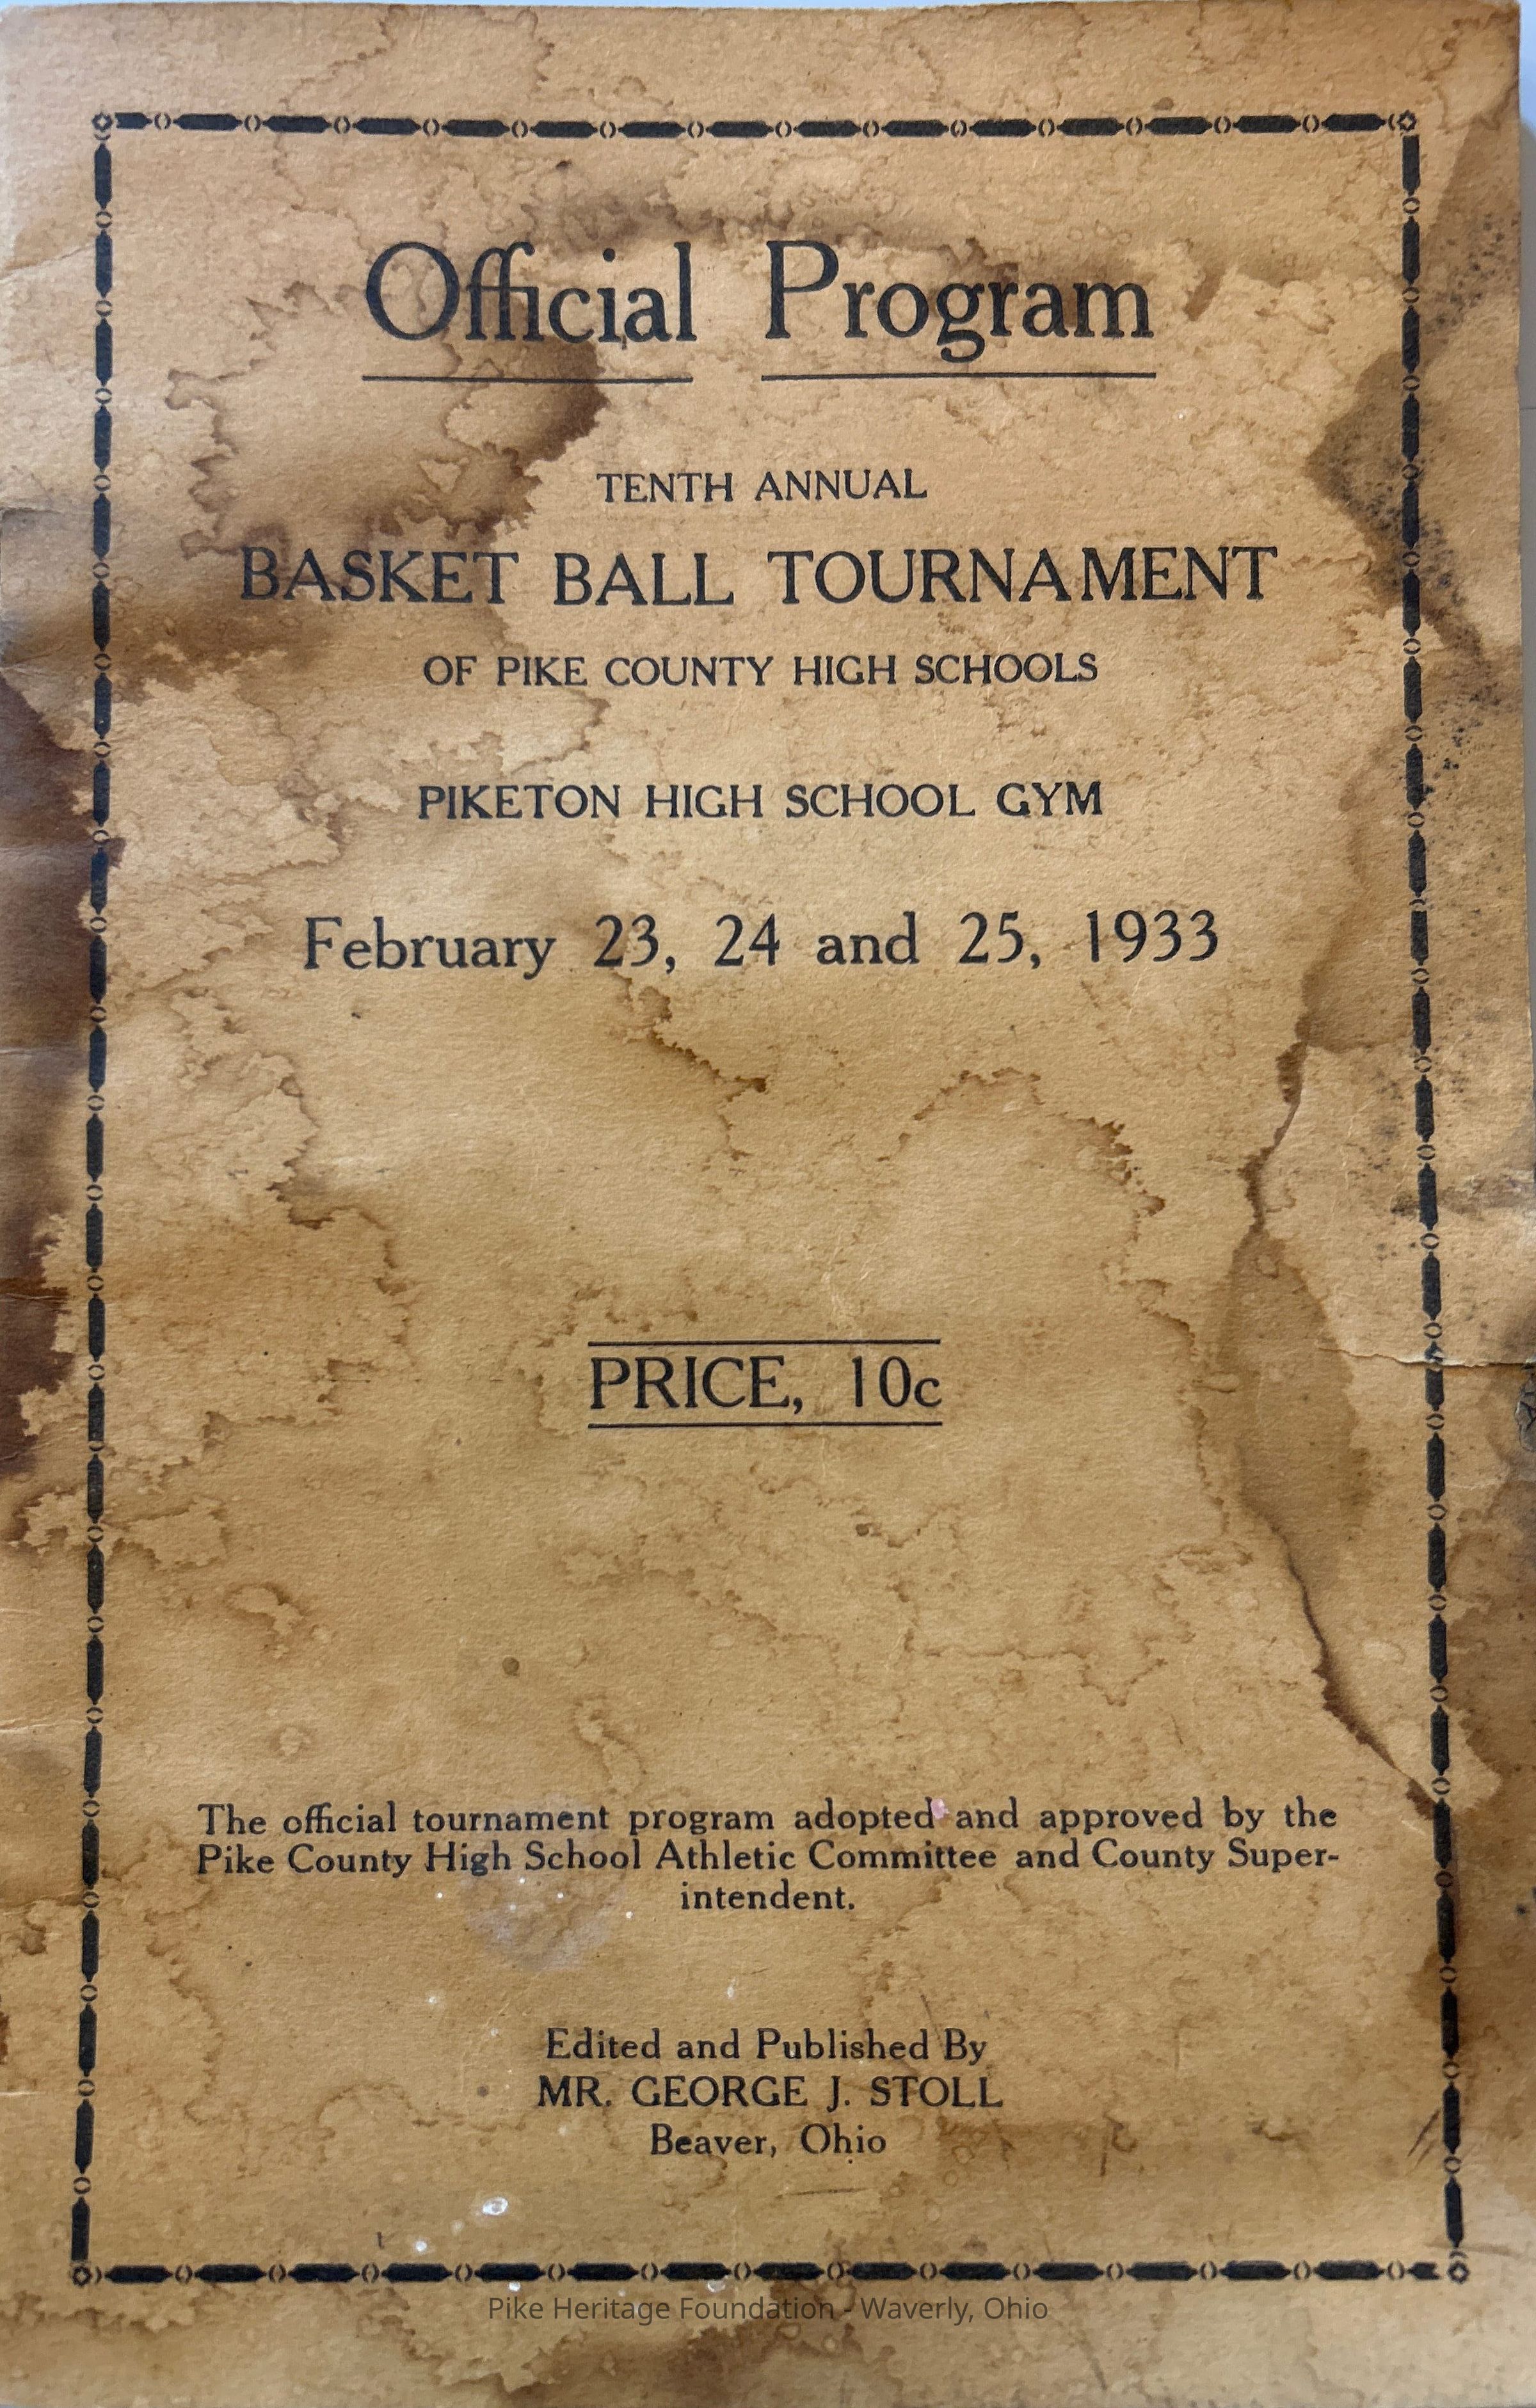 Official Program
TENTH ANNUAL
BASKET BALL TOURNAMENT
OF PIKE COUNTY HIGH SCHOOLS
PIKETON HIGH SCHOOL GYM
February 23, 24 and 25, 1933
PRICE, 10c
The official tournament program adopted and approved by the
Pike County High School Athletic Committee and County Super-
intendent.
Edited and Published By
MR. GEORGE J. STOLL
Beaver, Ohio
Pike Heritage Foundation - Waverly, Ohio